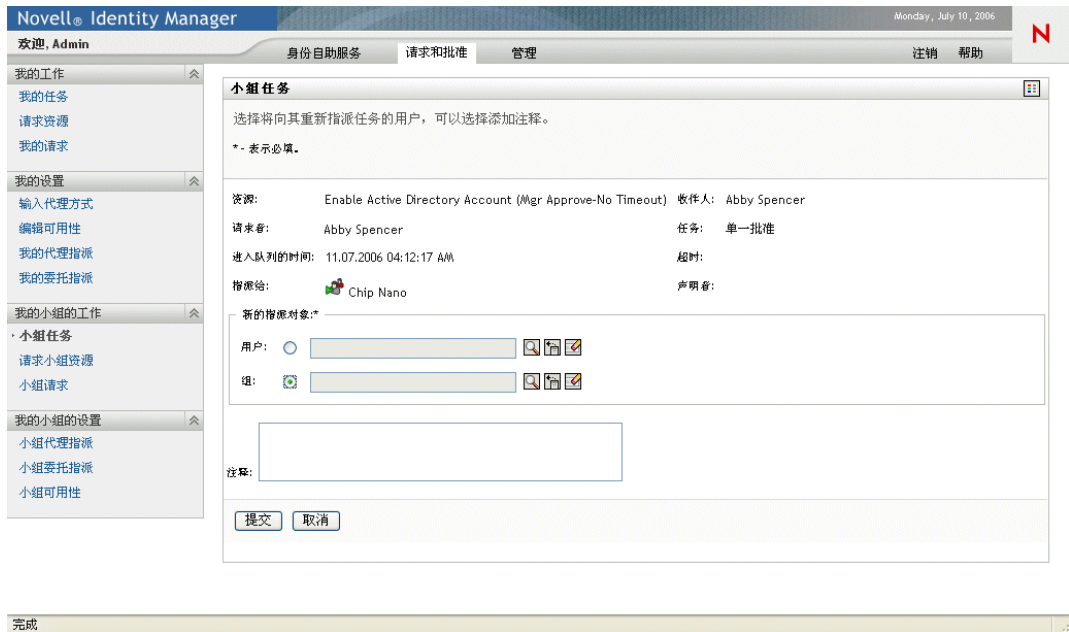 Novell® Identity Manager
Monday, July 10, 2006
N
欢迎, Admin
身份自助服务 请求和批准 管理
注销 帮助
我的工作
我的任务
请求资源
我的请求
我的设置
输入代理方式
编辑可用性
我的代理指派
我的委托指派
我的小组的工作
小组任务
请求小组资源
小组请求
我的小组的设置
小组代理指派
小组委托指派
小组可用性
小组任务
选择将向其重新指派任务的用户，可以选择添加注释。
*- 表示必填。
资源: Enable Active Directory Account (Mgr Approve-No Timeout) 收件人: Abby Spencer
请求者: Abby Spencer 任务: 单一批准
进入队列的时间: 11.07.2006 04:12:17 AM 超时:
指派给: Chip Nano 声明者:
新的指派对象:*
用户:
组:
注释:
提交 取消
完成